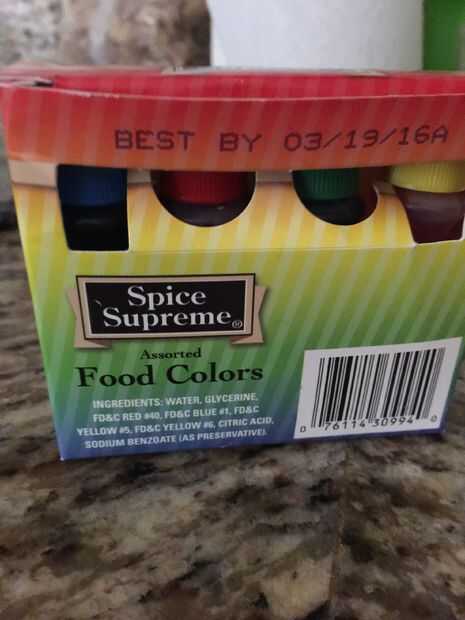 BEST BY 03/19/16A
Spice
Supreme®
Assorted
Food Colors
INGREDIENTS: WATER, GLYCERINE,
FD&C RED #40, FD&C BLUE #1, FD&C
YELLOW #5, FD&C YELLOW #6, CITRIC ACID,
SODIUM BENZOATE (AS PRESERVATIVE).
0 76114 30994 0